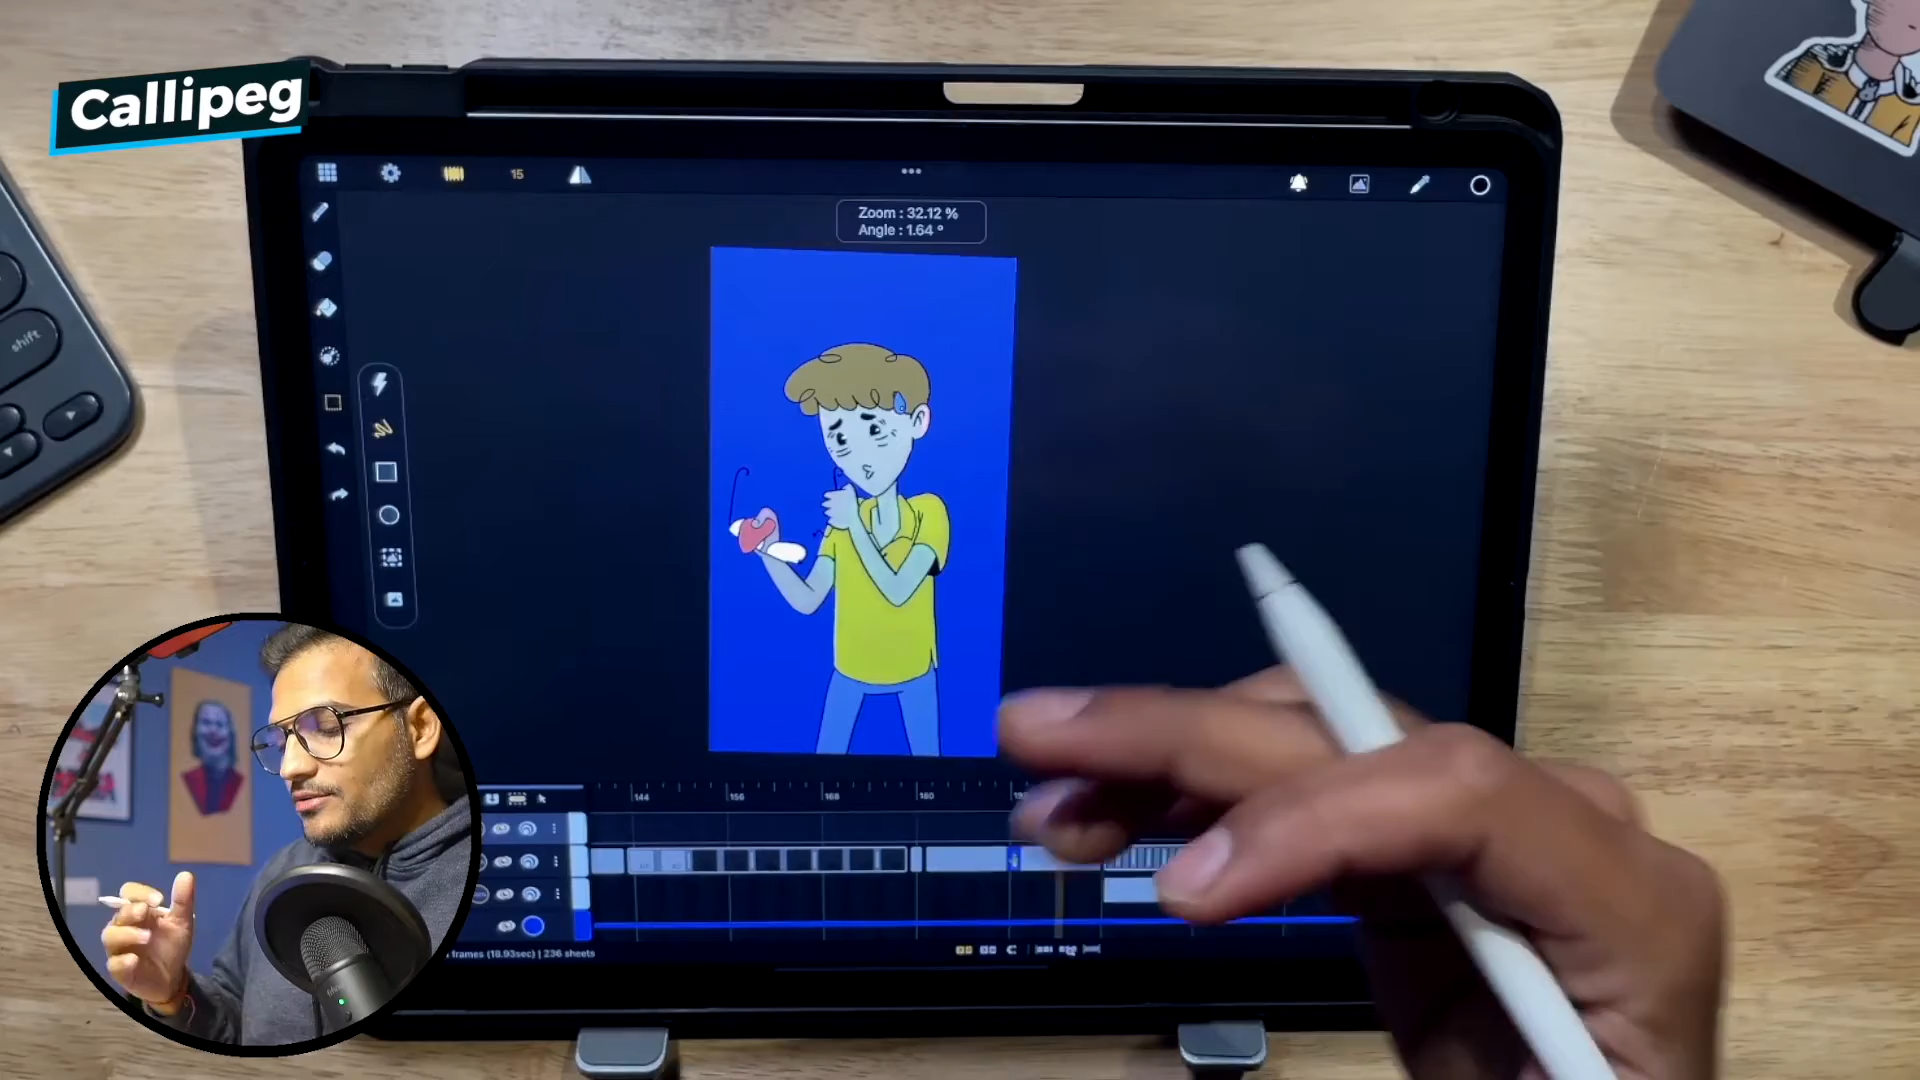 Callipeg
15
Zoom : 32.12 %
Angle : 1.64 °
shift
144
156
168
180
frames (18.93sec) | 236 sheets